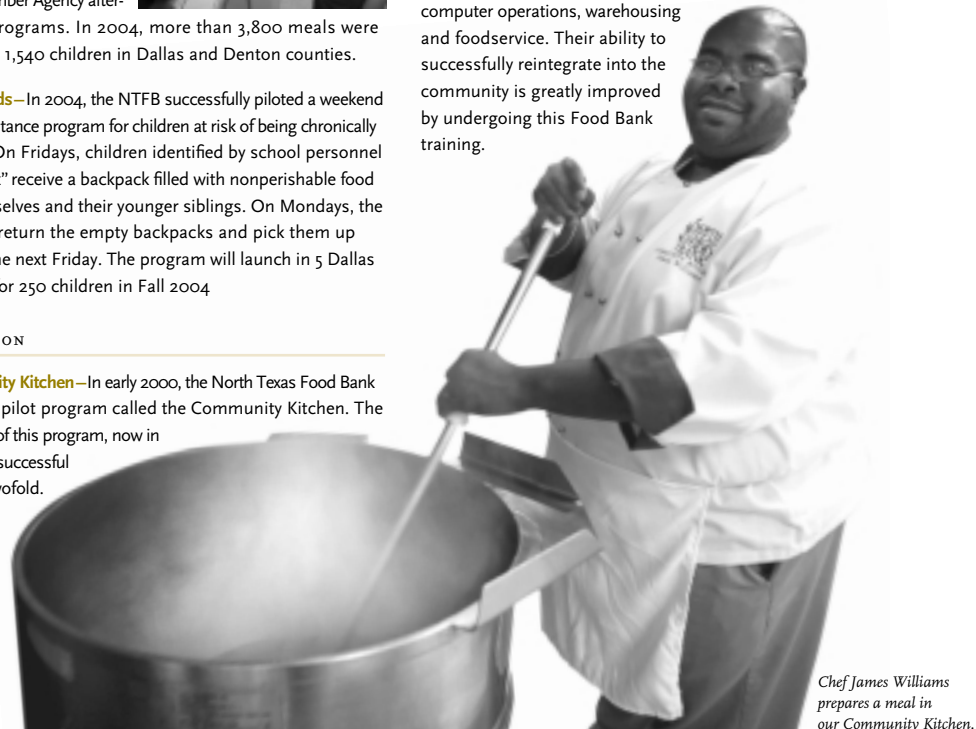 rograms. In 2004, more than 3,800 meals were
1,540 children in Dallas and Denton counties.
ds—In 2004, the NTFB successfully piloted a weekend
tance program for children at risk of being chronically
On Fridays, children identified by school personnel
” receive a backpack filled with nonperishable food
selves and their younger siblings. On Mondays, the
return the empty backpacks and pick them up
e next Friday. The program will launch in 5 Dallas
or 250 children in Fall 2004
ON
ity Kitchen—In early 2000, the North Texas Food Bank
pilot program called the Community Kitchen. The
of this program, now in
successful
vofold.
computer operations, warehousing
and foodservice. Their ability to
successfully reintegrate into the
community is greatly improved
by undergoing this Food Bank
training.
Chef James Williams
prepares a meal in
our Community Kitchen.